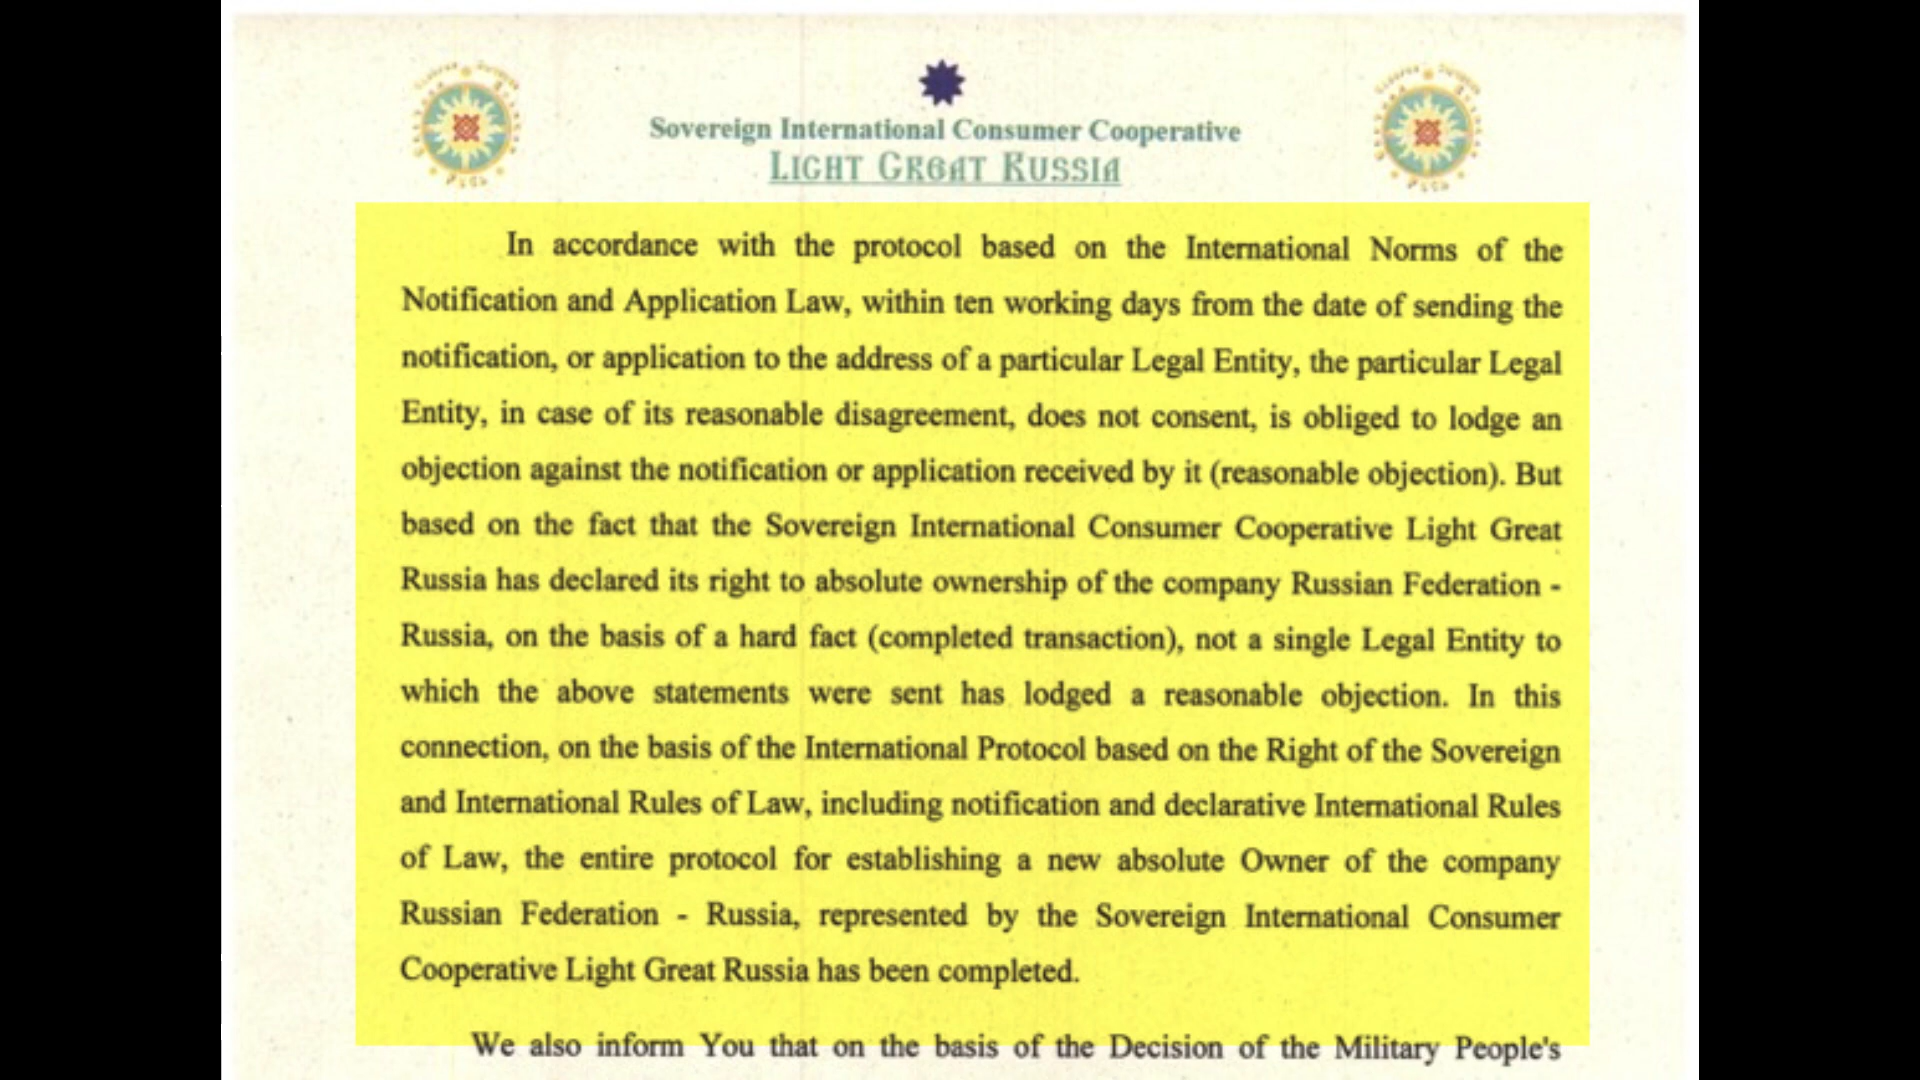 Sovereign International Consumer Cooperative
LIGHT GREAT RUSSIA
In accordance with the protocol based on the International Norms of the
Notification and Application Law, within ten working days from the date of sending the
notification, or application to the address of a particular Legal Entity, the particular Legal
Entity, in case of its reasonable disagreement, does not consent, is obliged to lodge an
objection against the notification or application received by it (reasonable objection). But
based on the fact that the Sovereign International Consumer Cooperative Light Great
Russia has declared its right to absolute ownership of the company Russian Federation -
Russia, on the basis of a hard fact (completed transaction), not a single Legal Entity to
which the above statements were sent has lodged a reasonable objection. In this
connection, on the basis of the International Protocol based on the Right of the Sovereign
and International Rules of Law, including notification and declarative International Rules
of Law, the entire protocol for establishing a new absolute Owner of the company
Russian Federation - Russia, represented by the Sovereign International Consumer
Cooperative Light Great Russia has been completed.
We also inform You that on the basis of the Decision of the Military People's